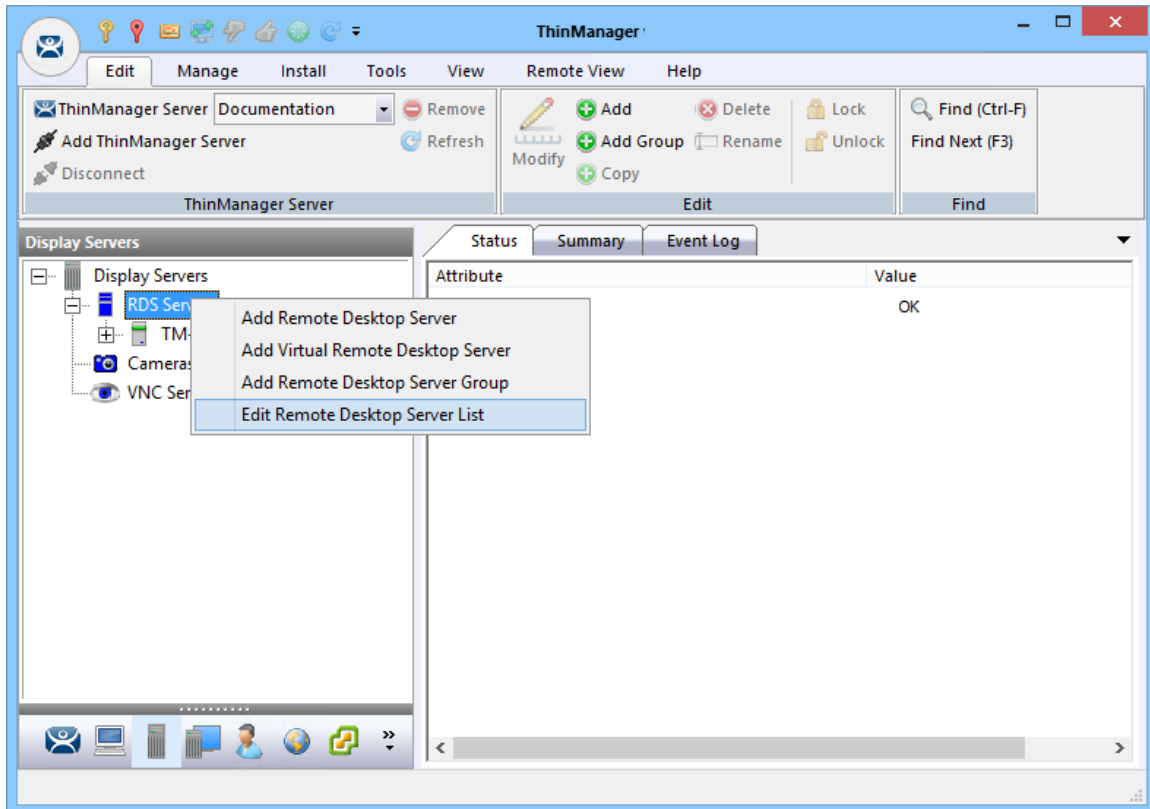 ThinManager
Edit Manage Install Tools View Remote View Help
ThinManager Server Documentation Remove
Add ThinManager Server Refresh
Disconnect
ThinManager Server
Modify
Add Delete Lock
Add Group Rename Unlock
Copy
Edit
Find (Ctrl-F)
Find Next (F3)
Find
Display Servers
Display Servers
RDS
TM-
Cameras
VNC
Add Remote Desktop Server
Add Virtual Remote Desktop Server
Add Remote Desktop Server Group
Edit Remote Desktop Server List
Status Summary Event Log
Attribute Value
OK